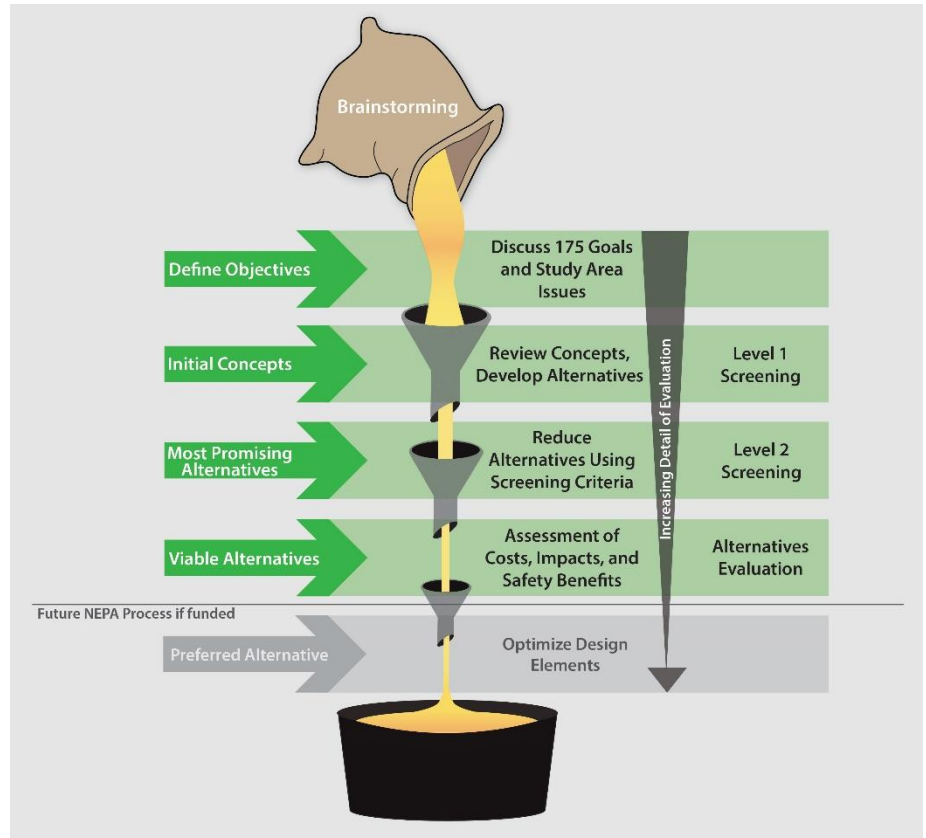 Brainstorming
Define Objectives
Discuss 175 Goals
and Study Area
Issues
Initial Concepts
Review Concepts,
Develop Alternatives
Level 1
Screening
Most Promising
Alternatives
Reduce
Alternatives Using
Screening Criteria
Level 2
Screening
Viable Alternatives
Assessment of
Costs, Impacts, and
Safety Benefits
Alternatives
Evaluation
Increasing Detail of Evaluation
Future NEPA Process if funded
Preferred Alternative
Optimize Design
Elements